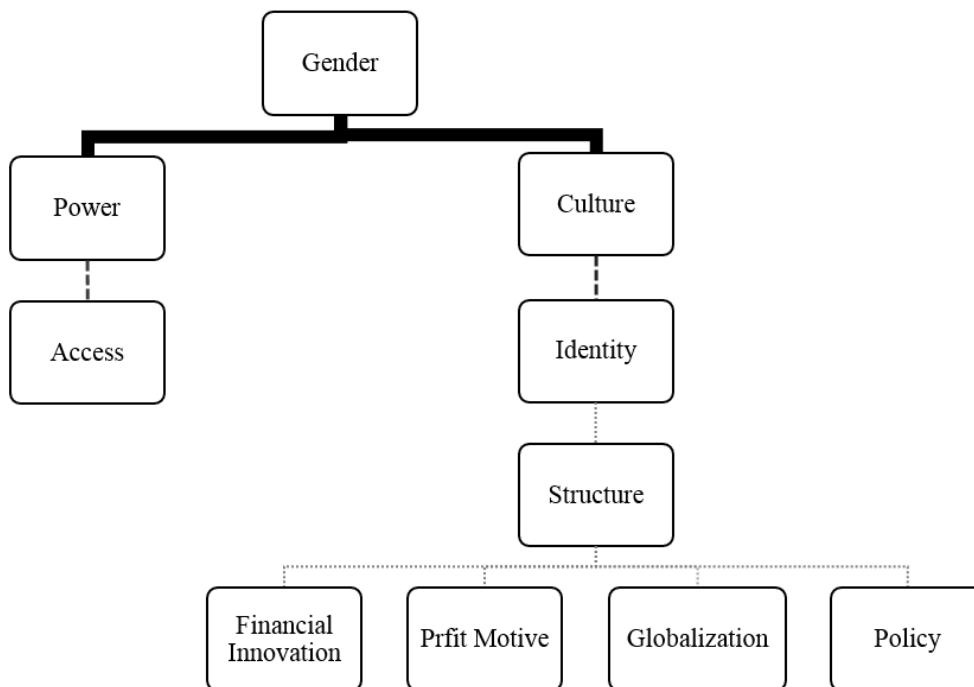 Gender
Power
Culture
Access
Identity
Structure
Financial
Innovation
Prfit Motive
Globalization
Policy